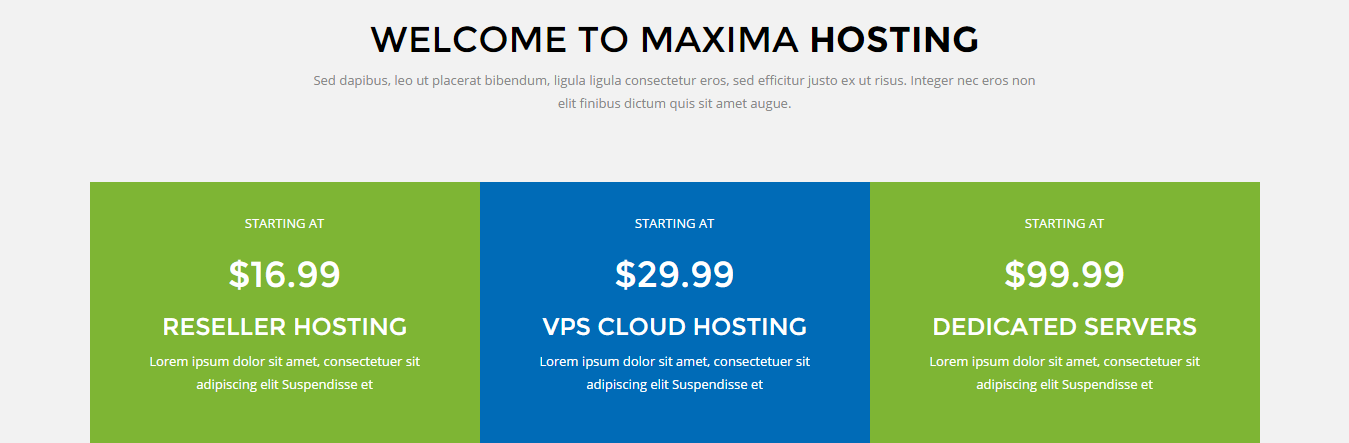 WELCOME TO MAXIMA HOSTING
Sed dapibus, leo ut placerat bibendum, ligula ligula consectetur eros, sed efficitur justo ex ut risus. Integer nec eros non
elit finibus dictum quis sit amet augue.
STARTING AT
$16.99
RESELLER HOSTING
Lorem ipsum dolor sit amet, consectetuer sit
adipiscing elit Suspendisse et
STARTING AT
$29.99
VPS CLOUD HOSTING
Lorem ipsum dolor sit amet, consectetuer sit
adipiscing elit Suspendisse et
STARTING AT
$99.99
DEDICATED SERVERS
Lorem ipsum dolor sit amet, consectetuer sit
adipiscing elit Suspendisse et